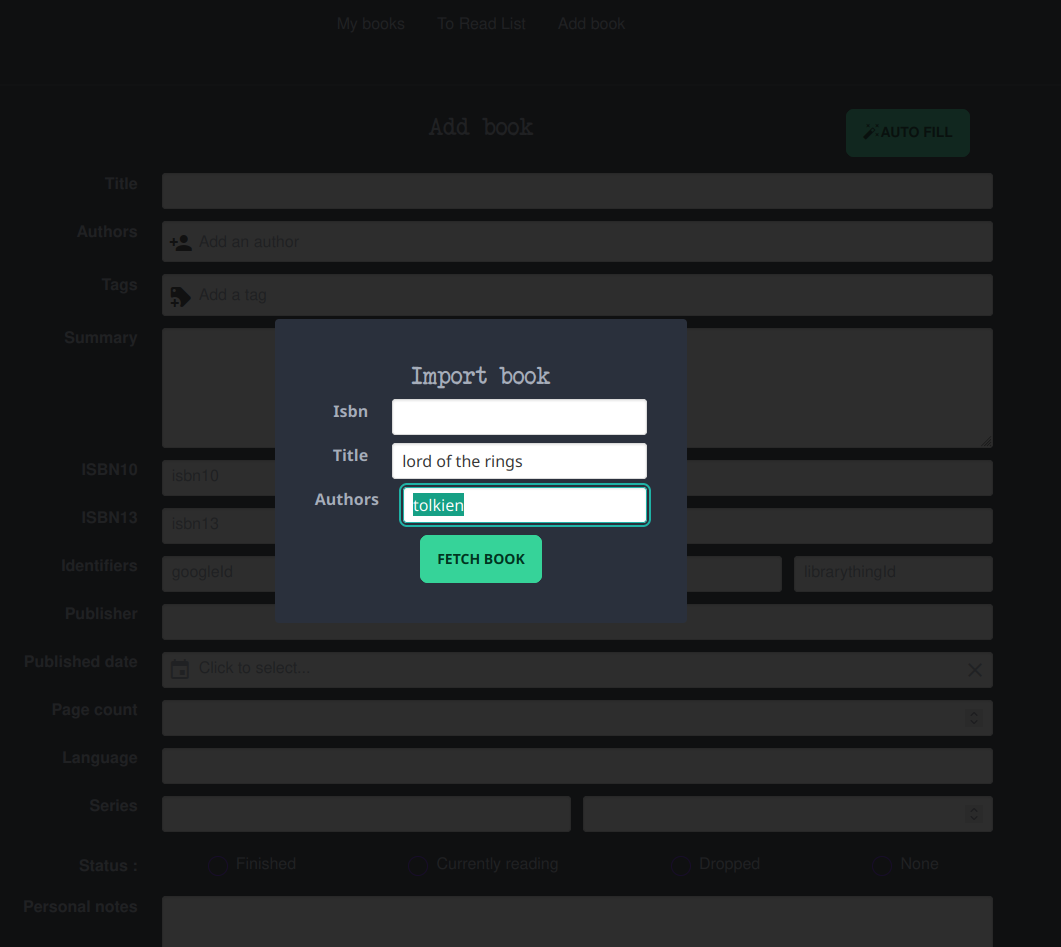 My books To Read List Add book
Add book
AUTO FILL
Title
Authors Add an author
Tags Add a tag
Summary
Import book
Isbn
Title lord of the rings
Authors tolkien
FETCH BOOK
ISBN10 isbn10
ISBN13 isbn13
Identifiers googleId librarythingId
Publisher
Published date Click to select...
Page count
Language
Series
Status : Finished Currently reading Dropped None
Personal notes